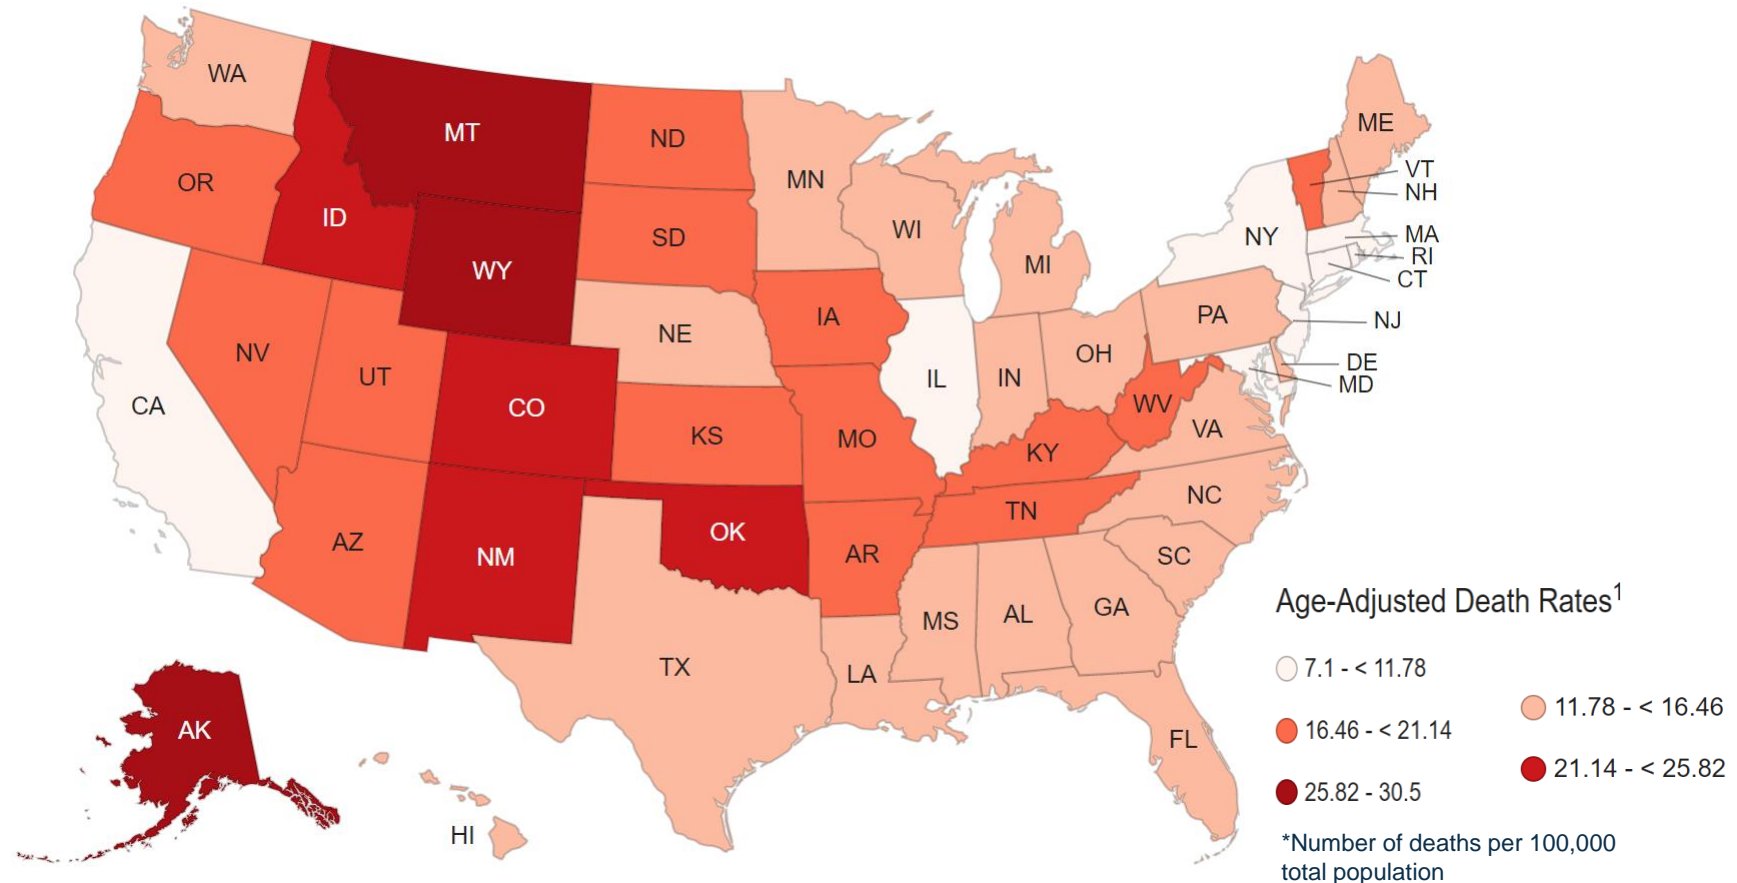 WA
MT
ND
MN
ME
VT
NH
OR
ID
SD
WI
NY
MA
RI
CT
WY
MI
IA
PA
NJ
NE
NV
UT
OH
DE
MD
CA
CO
IL
IN
WV
VA
KS
MO
KY
NC
AZ
NM
OK
AR
TN
SC
MS
AL
GA
TX
LA
FL
AK
HI
Age-Adjusted Death Rates1
7.1 - < 11.78
11.78 - < 16.46
16.46 - < 21.14
21.14 - < 25.82
25.82 - 30.5
*Number of deaths per 100,000
total population